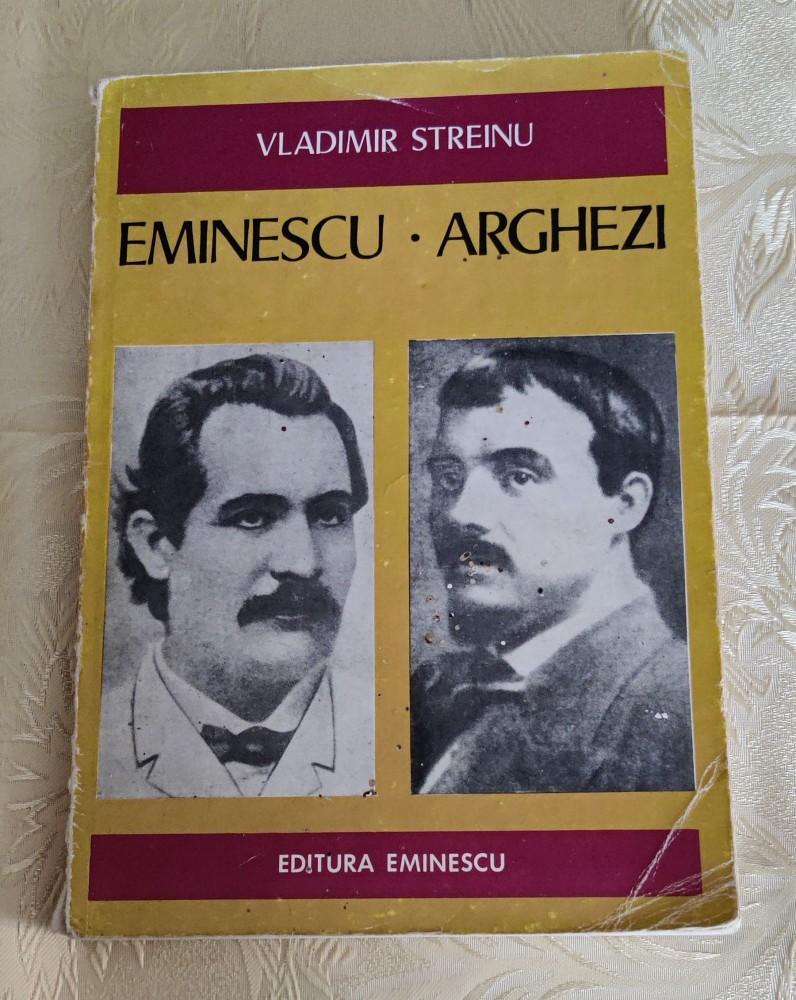 VLADIMIR STREINU
EMINESCU · ARGHEZI
EDITURA EMINESCU